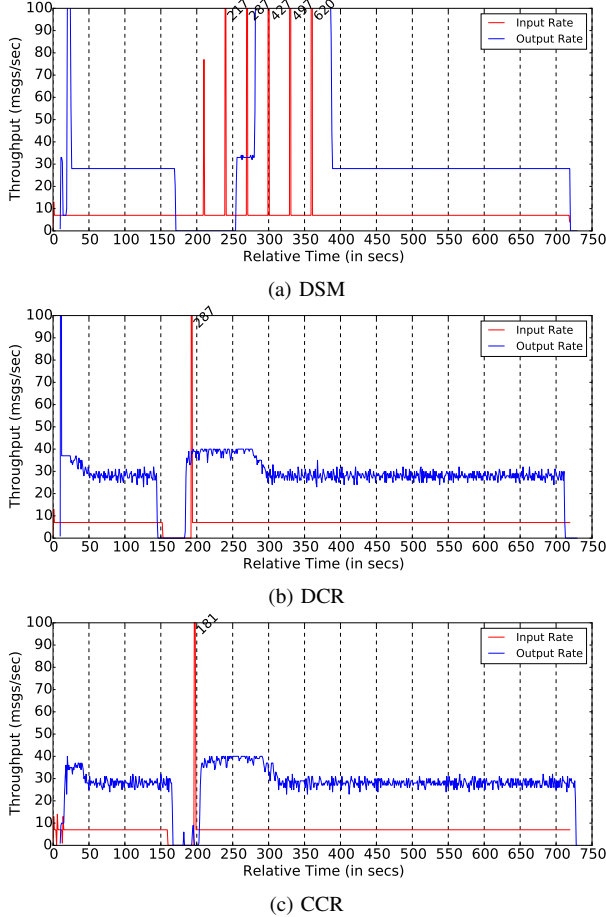 217 287 427 497 620
100
90
80
70
60
50
40
30
20
10
0
Throughput (msgs/sec)
Input Rate
Output Rate
0 50 100 150 200 250 300 350 400 450 500 550 600 650 700 750
Relative Time (in secs)
(a) DSM
287
100
90
80
70
60
50
40
30
20
10
0
Throughput (msgs/sec)
Input Rate
Output Rate
0 50 100 150 200 250 300 350 400 450 500 550 600 650 700 750
Relative Time (in secs)
(b) DCR
181
100
90
80
70
60
50
40
30
20
10
0
Throughput (msgs/sec)
Input Rate
Output Rate
0 50 100 150 200 250 300 350 400 450 500 550 600 650 700 750
Relative Time (in secs)
(c) CCR